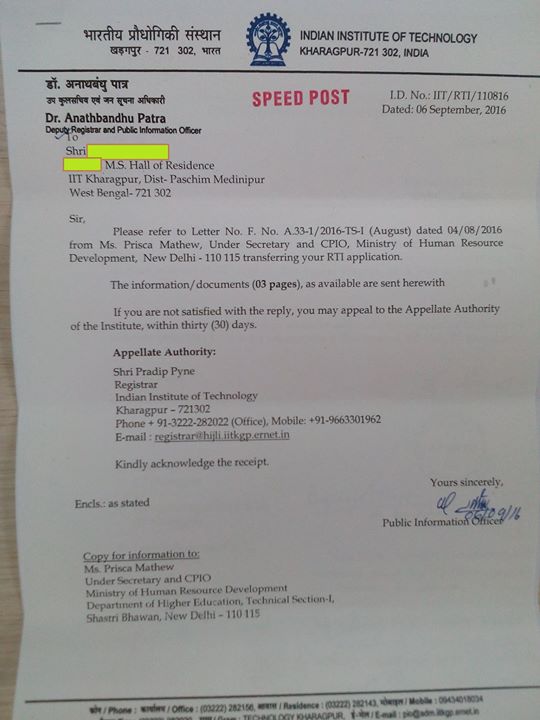 भारतीय प्रौद्योगिकी संस्थान
खड़गपुर - 721 302, भारत
INDIAN INSTITUTE OF TECHNOLOGY
KHARAGPUR-721 302, INDIA
डॉ. अनाथबंधु पात्र
उप कुलसचिव एवं जन सूचना अधिकारी
Dr. Anathbandhu Patra
Deputy Registrar and Public Information Officer
SPEED POST
I.D. No.: IIT/RTI/110816
Dated: 06 September, 2016
To
Shri
M.S. Hall of Residence
IIT Kharagpur, Dist- Paschim Medinipur
West Bengal- 721 302
Sir,
Please refer to Letter No. F. No. A.33-1/2016-TS-I (August) dated 04/08/2016
from Ms. Prisca Mathew, Under Secretary and CPIO, Ministry of Human Resource
Development, New Delhi - 110 115 transferring your RTI application.
The information/documents (03 pages), as available are sent herewith
If you are not satisfied with the reply, you may appeal to the Appellate Authority
of the Institute, within thirty (30) days.
Appellate Authority:
Shri Pradip Pyne
Registrar
Indian Institute of Technology
Kharagpur – 721302
Phone + 91-3222-282022 (Office), Mobile: +91-9663301962
E-mail : registrar@hijli.iitkgp.ernet.in
Kindly acknowledge the receipt.
Yours sincerely,
Encls.: as stated
06/09/16
Public Information Officer
Copy for information to:
Ms. Prisca Mathew
Under Secretary and CPIO
Ministry of Human Resource Development
Department of Higher Education, Technical Section-I,
Shastri Bhawan, New Delhi – 110 115
फोन / Phone : कार्यालय / Office : (03222) 282156, आवास / Residence : (03222) 282143, मोबाइल / Mobile : 09434018034
TECHNOLOGY KHARAGPUR, ई-मेल / E-mail : pio@adm.iitkgp.ernet.in